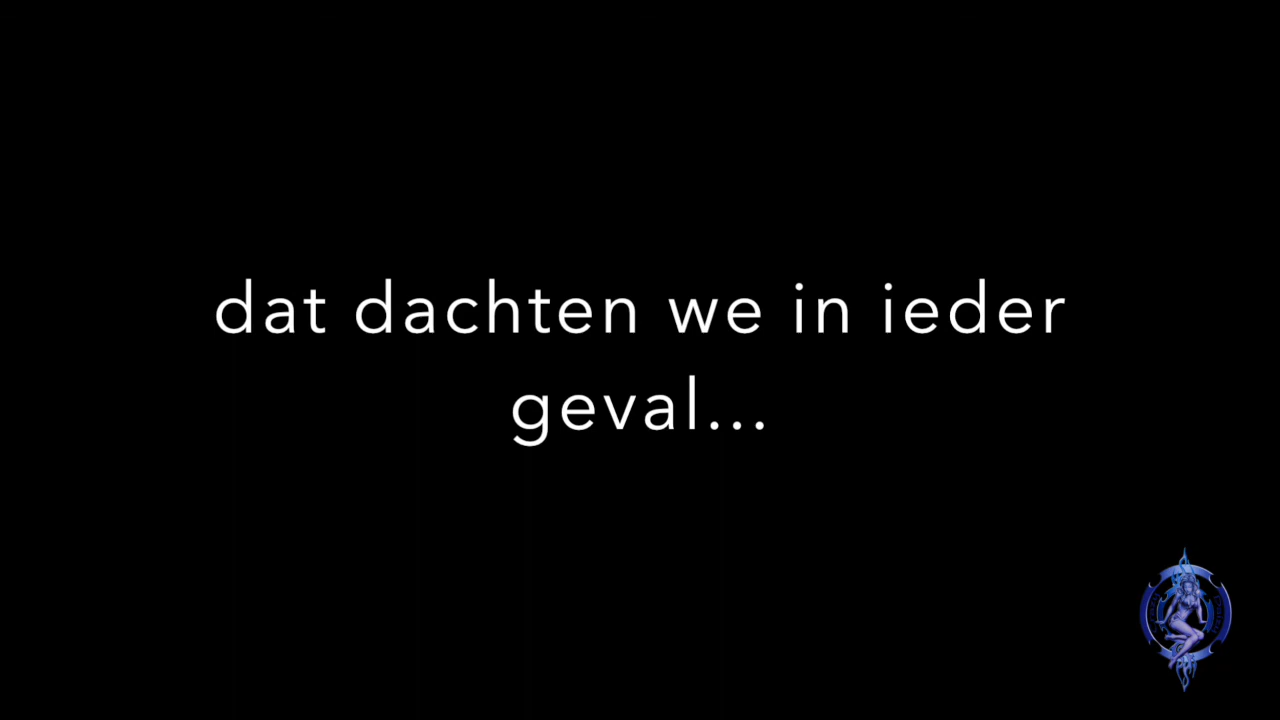 dat dachten we in ieder
geval...